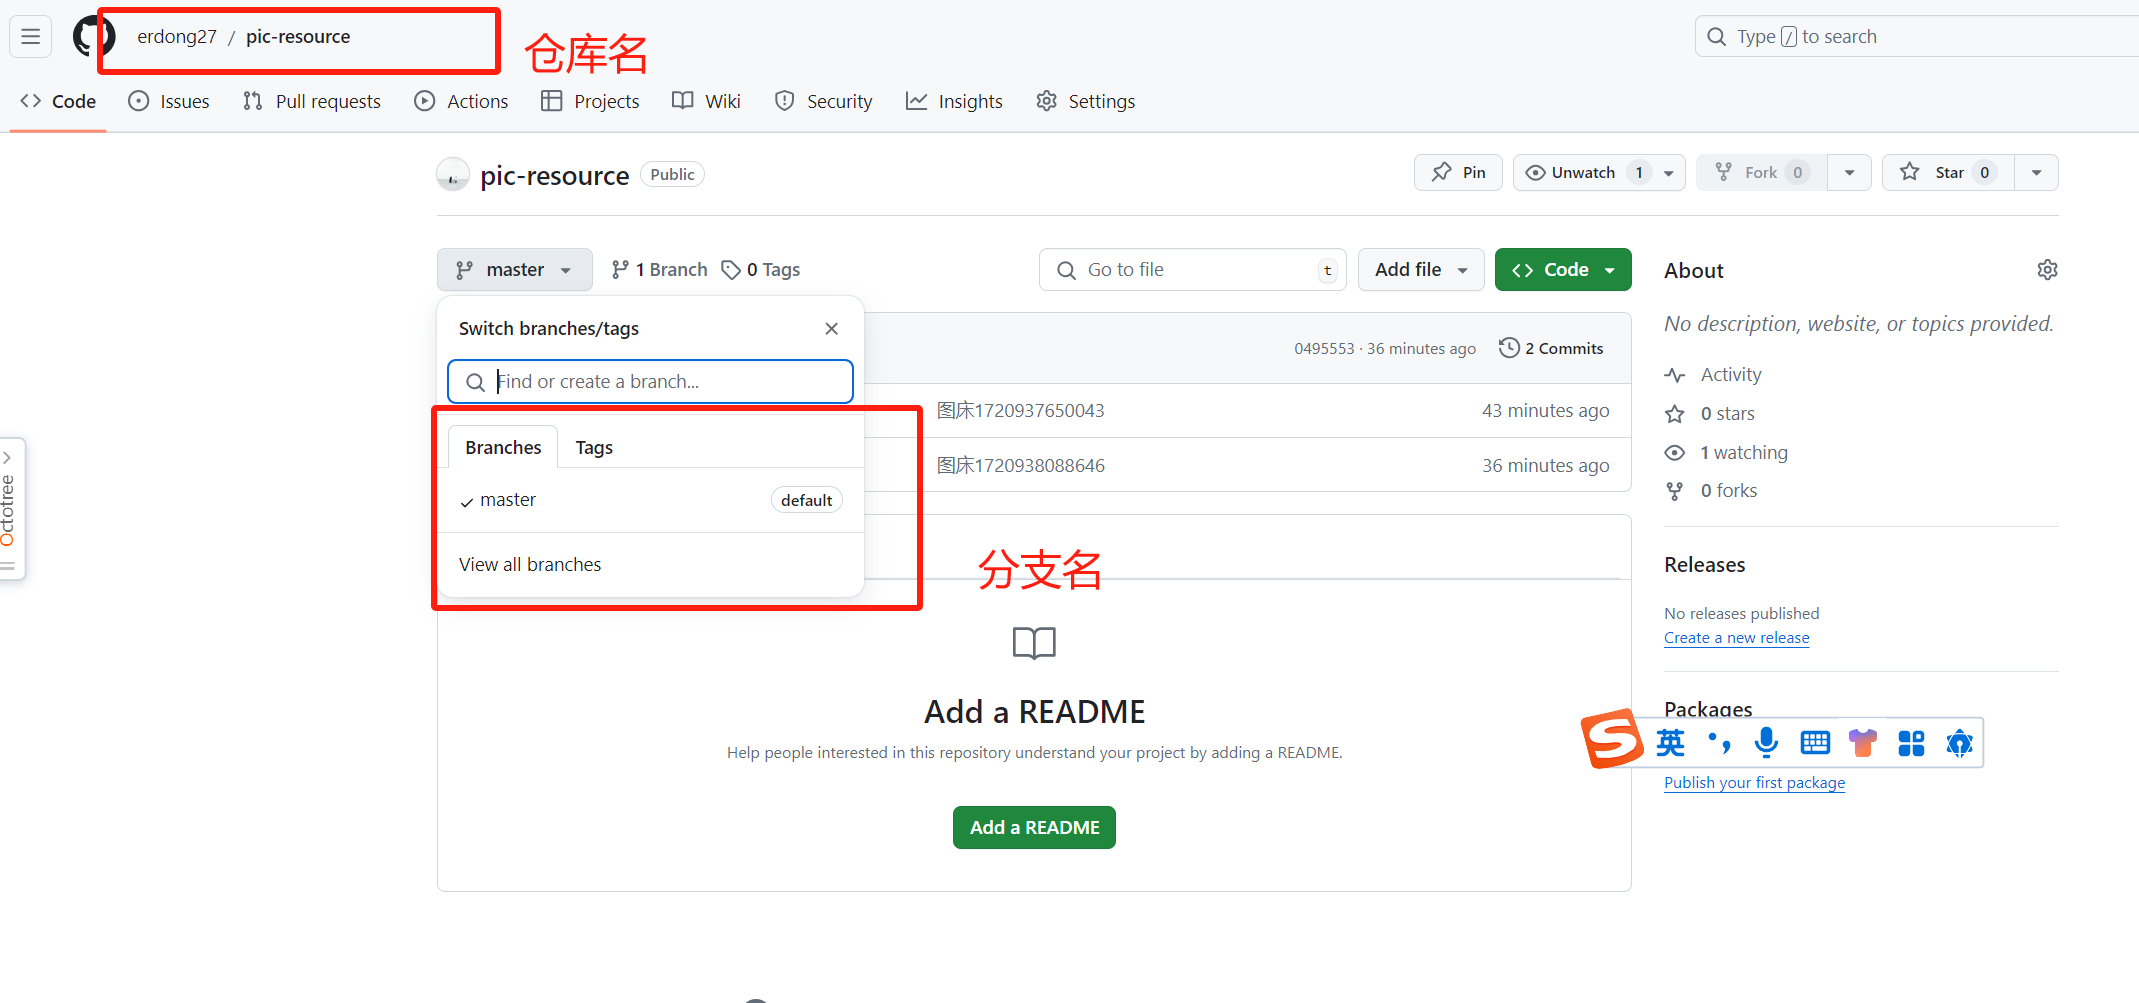 erdong27 / pic-resource
仓库名
Type / to search
Code Issues Pull requests Actions Projects Wiki Security Insights Settings
pic-resource Public
Pin Unwatch 1 Fork 0 Star 0
master 1 Branch 0 Tags Go to file t Add file Code
About
No description, website, or topics provided.
Switch branches/tags
0495553 · 36 minutes ago 2 Commits
Find or create a branch...
图床1720937650043 43 minutes ago
Branches Tags
图床1720938088646 36 minutes ago
master default
View all branches
分支名
Activity
0 stars
1 watching
0 forks
Octotree
Releases
No releases published
Create a new release
Add a README
Help people interested in this repository understand your project by adding a README.
Add a README
Packages
S 英
Publish your first package